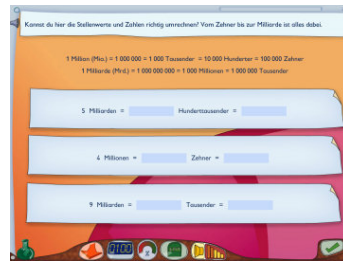 Kannst du hier die Stellenwerte und Zahlen richtig umrechnen? Vom Zehner bis zur Milliarde ist alles dabei.
1 Million (Mio.) = 1 000 000 = 1 Tausender = 10 000 Hunderter = 100 000 Zehner
1 Milliarde (Mrd.) = 1 000 000 000 = 1 000 Millionen = 1 000 000 Tausender
5 Milliarden = Hunderttausender =
4 Millionen = Zehner =
9 Milliarden = Tausender =
0100